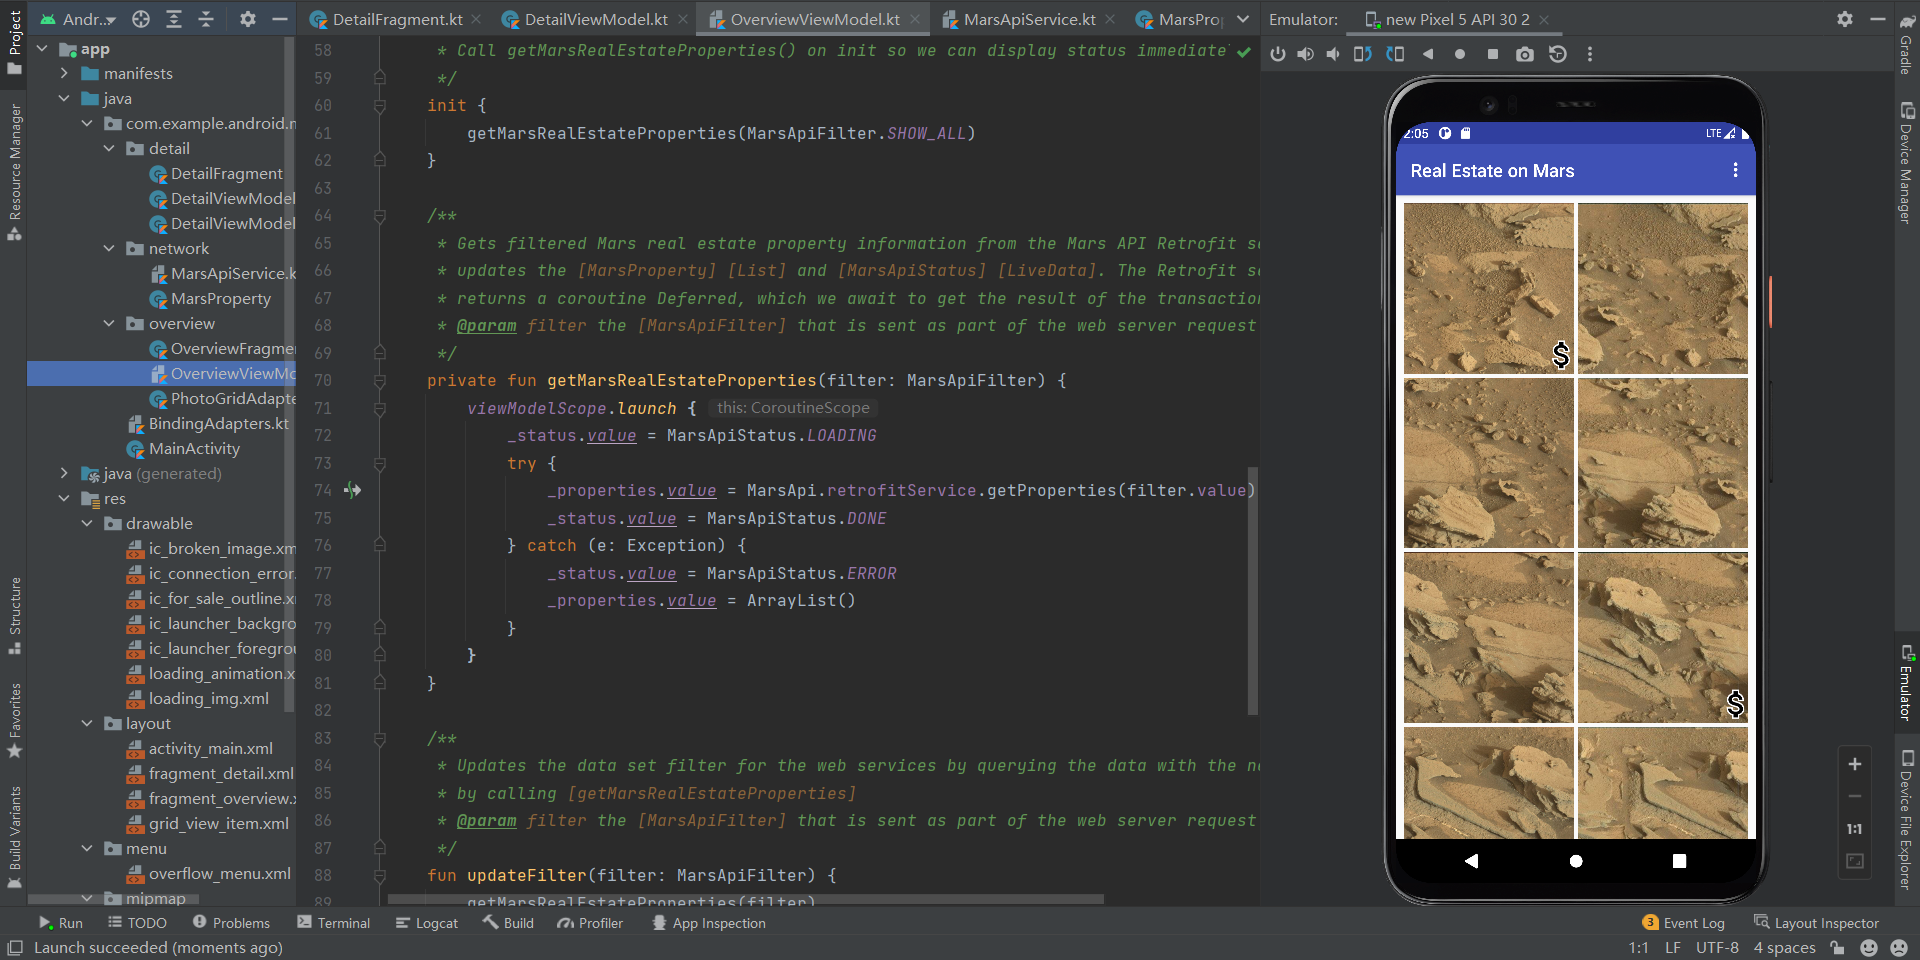 Project
Resource Manager
Structure
Favorites
Build Variants
Andr..
app
manifests
java
com.example.android.
detail
DetailFragment
DetailViewModel
DetailViewModel
network
MarsApiService.k
MarsProperty
overview
OverviewFragme
OverviewViewMo
PhotoGridAdapte
BindingAdapters.kt
MainActivity
java (generated)
res
drawable
ic_broken_image.xm
ic_connection_error.
ic_for_sale_outline.x
ic_launcher_backgro
ic_launcher_foregrou
loading_animation.x
loading_img.xml
layout
activity_main.xml
fragment_detail.xml
fragment_overview.x
grid_view_item.xml
menu
overflow_menu.xml
mipmap
DetailFragment.kt
DetailViewModel.kt
OverviewViewModel.kt
MarsApiService.kt
MarsPro
58 * Call getMarsRealEstateProperties() on init so we can display status immediate
59 */
60 init {
61 getMarsRealEstateProperties(MarsApiFilter.SHOW_ALL)
62 }
63
64 /**
65 * Gets filtered Mars real estate property information from the Mars API Retrofit se
66 * updates the [MarsProperty] [List] and [MarsApiStatus] [LiveData]. The Retrofit se
67 * returns a coroutine Deferred, which we await to get the result of the transaction
68 * @param filter the [MarsApiFilter] that is sent as part of the web server request
69 */
70 private fun getMarsRealEstateProperties(filter: MarsApiFilter) {
71 viewModelScope.launch { this: CoroutineScope
72 _status.value = MarsApiStatus.LOADING
73 try {
74 _properties.value = MarsApi.retrofitService.getProperties(filter.value)
75 _status.value = MarsApiStatus.DONE
76 } catch (e: Exception) {
77 _status.value = MarsApiStatus.ERROR
78 _properties.value = ArrayList()
79 }
80 }
81 }
82
83 /**
84 * Updates the data set filter for the web services by querying the data with the ne
85 * by calling [getMarsRealEstateProperties]
86 * @param filter the [MarsApiFilter] that is sent as part of the web server request
87 */
88 fun updateFilter(filter: MarsApiFilter) {
89 getMarsRealEstateProperties(filter)
Emulator: new Pixel 5 API 30 2
2:05 LTE
Real Estate on Mars
$
$
1:1
Gradle
Device Manager
Emulator
Device File Explorer
Run TODO Problems Terminal Logcat Build Profiler App Inspection 3 Event Log Layout Inspector
Launch succeeded (moments ago) 1:1 LF UTF-8 4 spaces